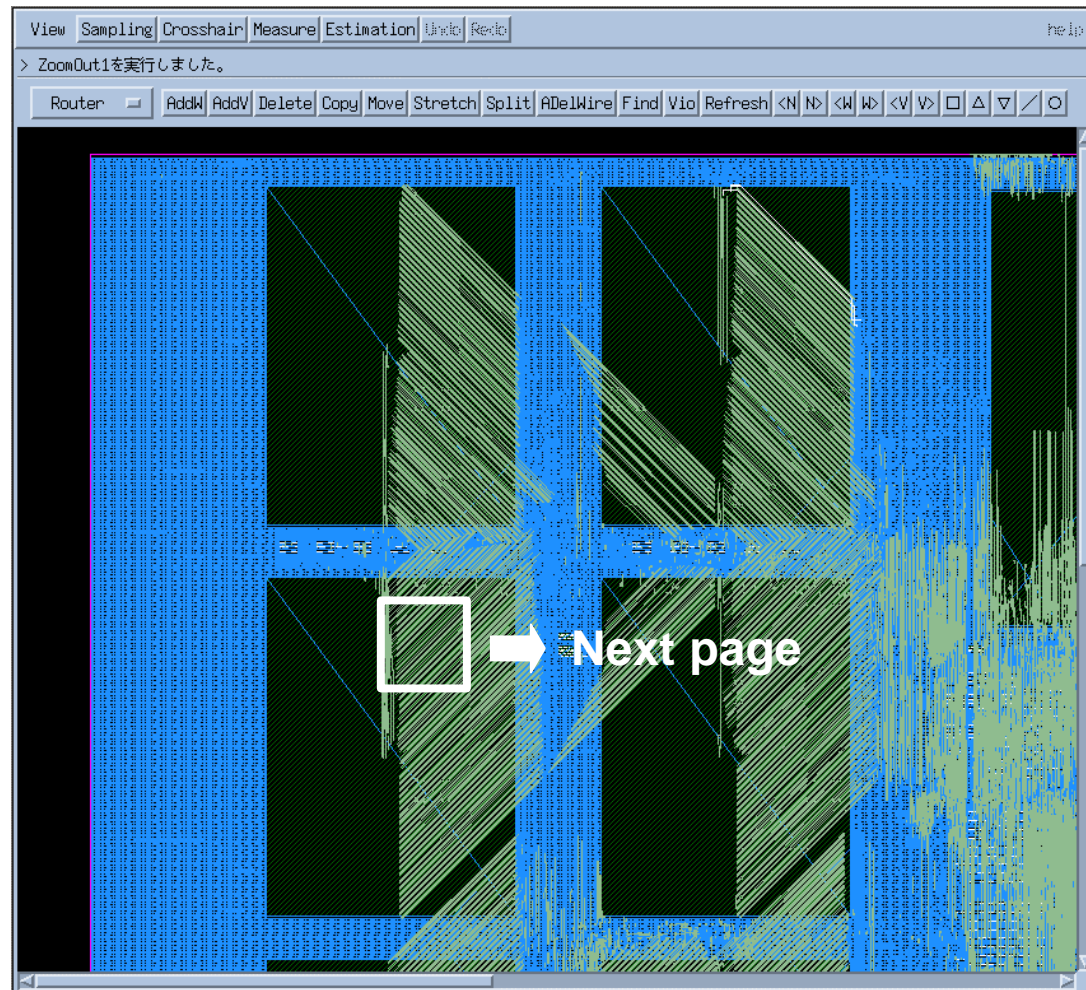 View Sampling Crosshair Measure Estimation Undo Redo help
> ZoomOut1を実行しました。
Router AddW AddV Delete Copy Move Stretch Split ADelWire Find Vio Refresh <N N> <W W> <V V>
Next page